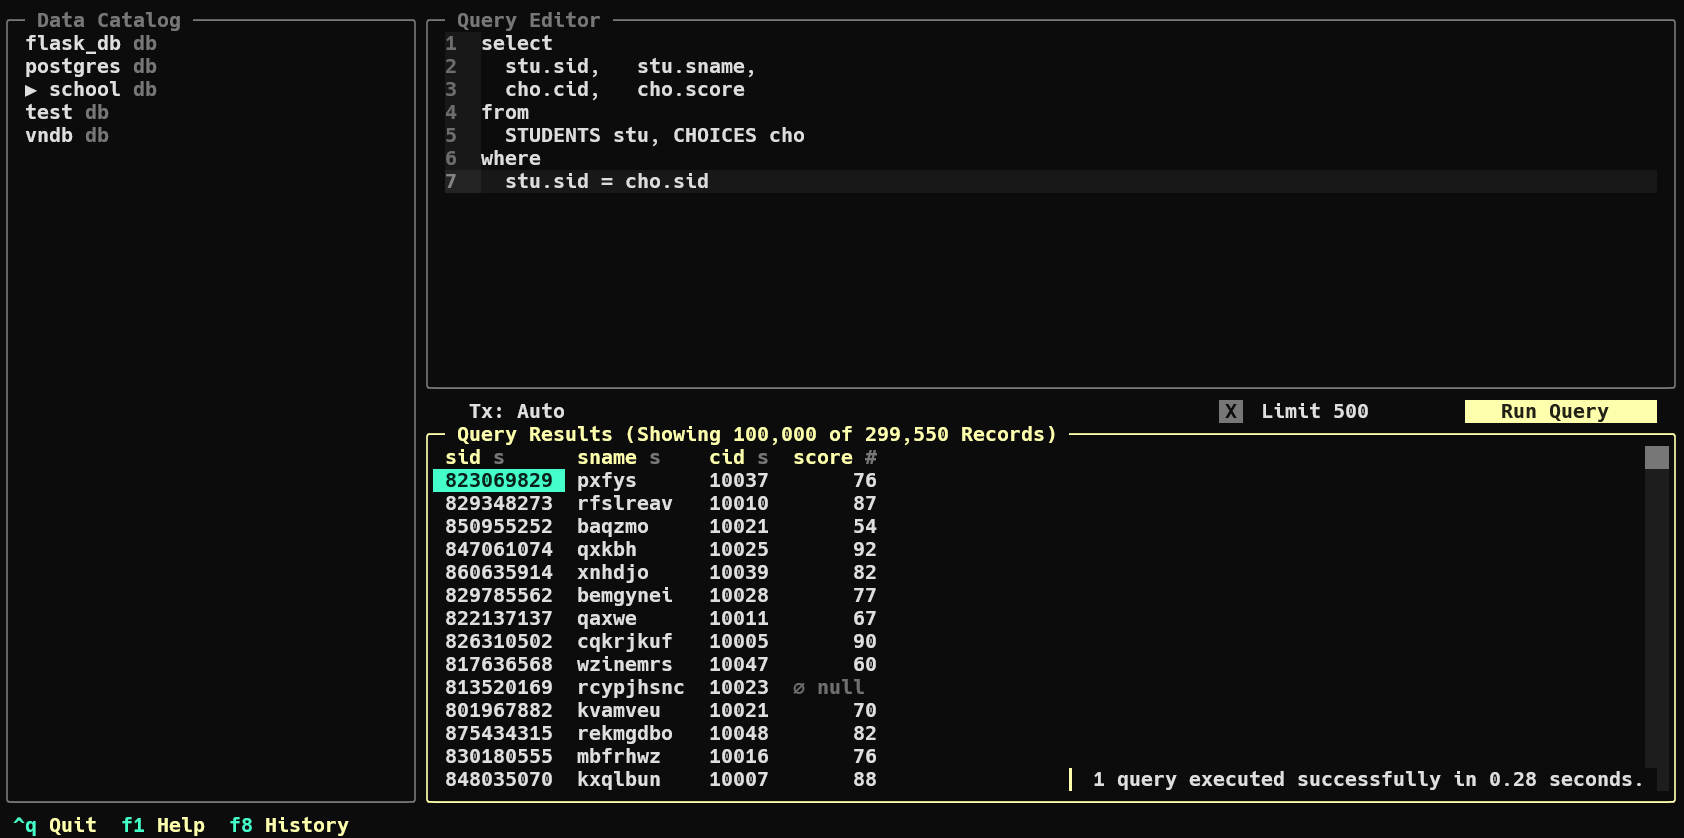 Data Catalog
flask_db db
postgres db
▶ school db
test db
vndb db
Query Editor
1 select
2   stu.sid,   stu.sname,
3   cho.cid,   cho.score
4 from
5   STUDENTS stu, CHOICES cho
6 where
7   stu.sid = cho.sid
Tx: Auto X Limit 500 Run Query
Query Results (Showing 100,000 of 299,550 Records)
sid s sname s cid s score #
823069829 pxfys 10037 76
829348273 rfslreav 10010 87
850955252 baqzmo 10021 54
847061074 qxkbh 10025 92
860635914 xnhdjo 10039 82
829785562 bemgynei 10028 77
822137137 qaxwe 10011 67
826310502 cqkrjkuf 10005 90
817636568 wzinemrs 10047 60
813520169 rcypjhsnc 10023 ∅ null
801967882 kvamveu 10021 70
875434315 rekmgdbo 10048 82
830180555 mbfrhwz 10016 76
848035070 kxqlbun 10007 88
1 query executed successfully in 0.28 seconds.
^q Quit f1 Help f8 History